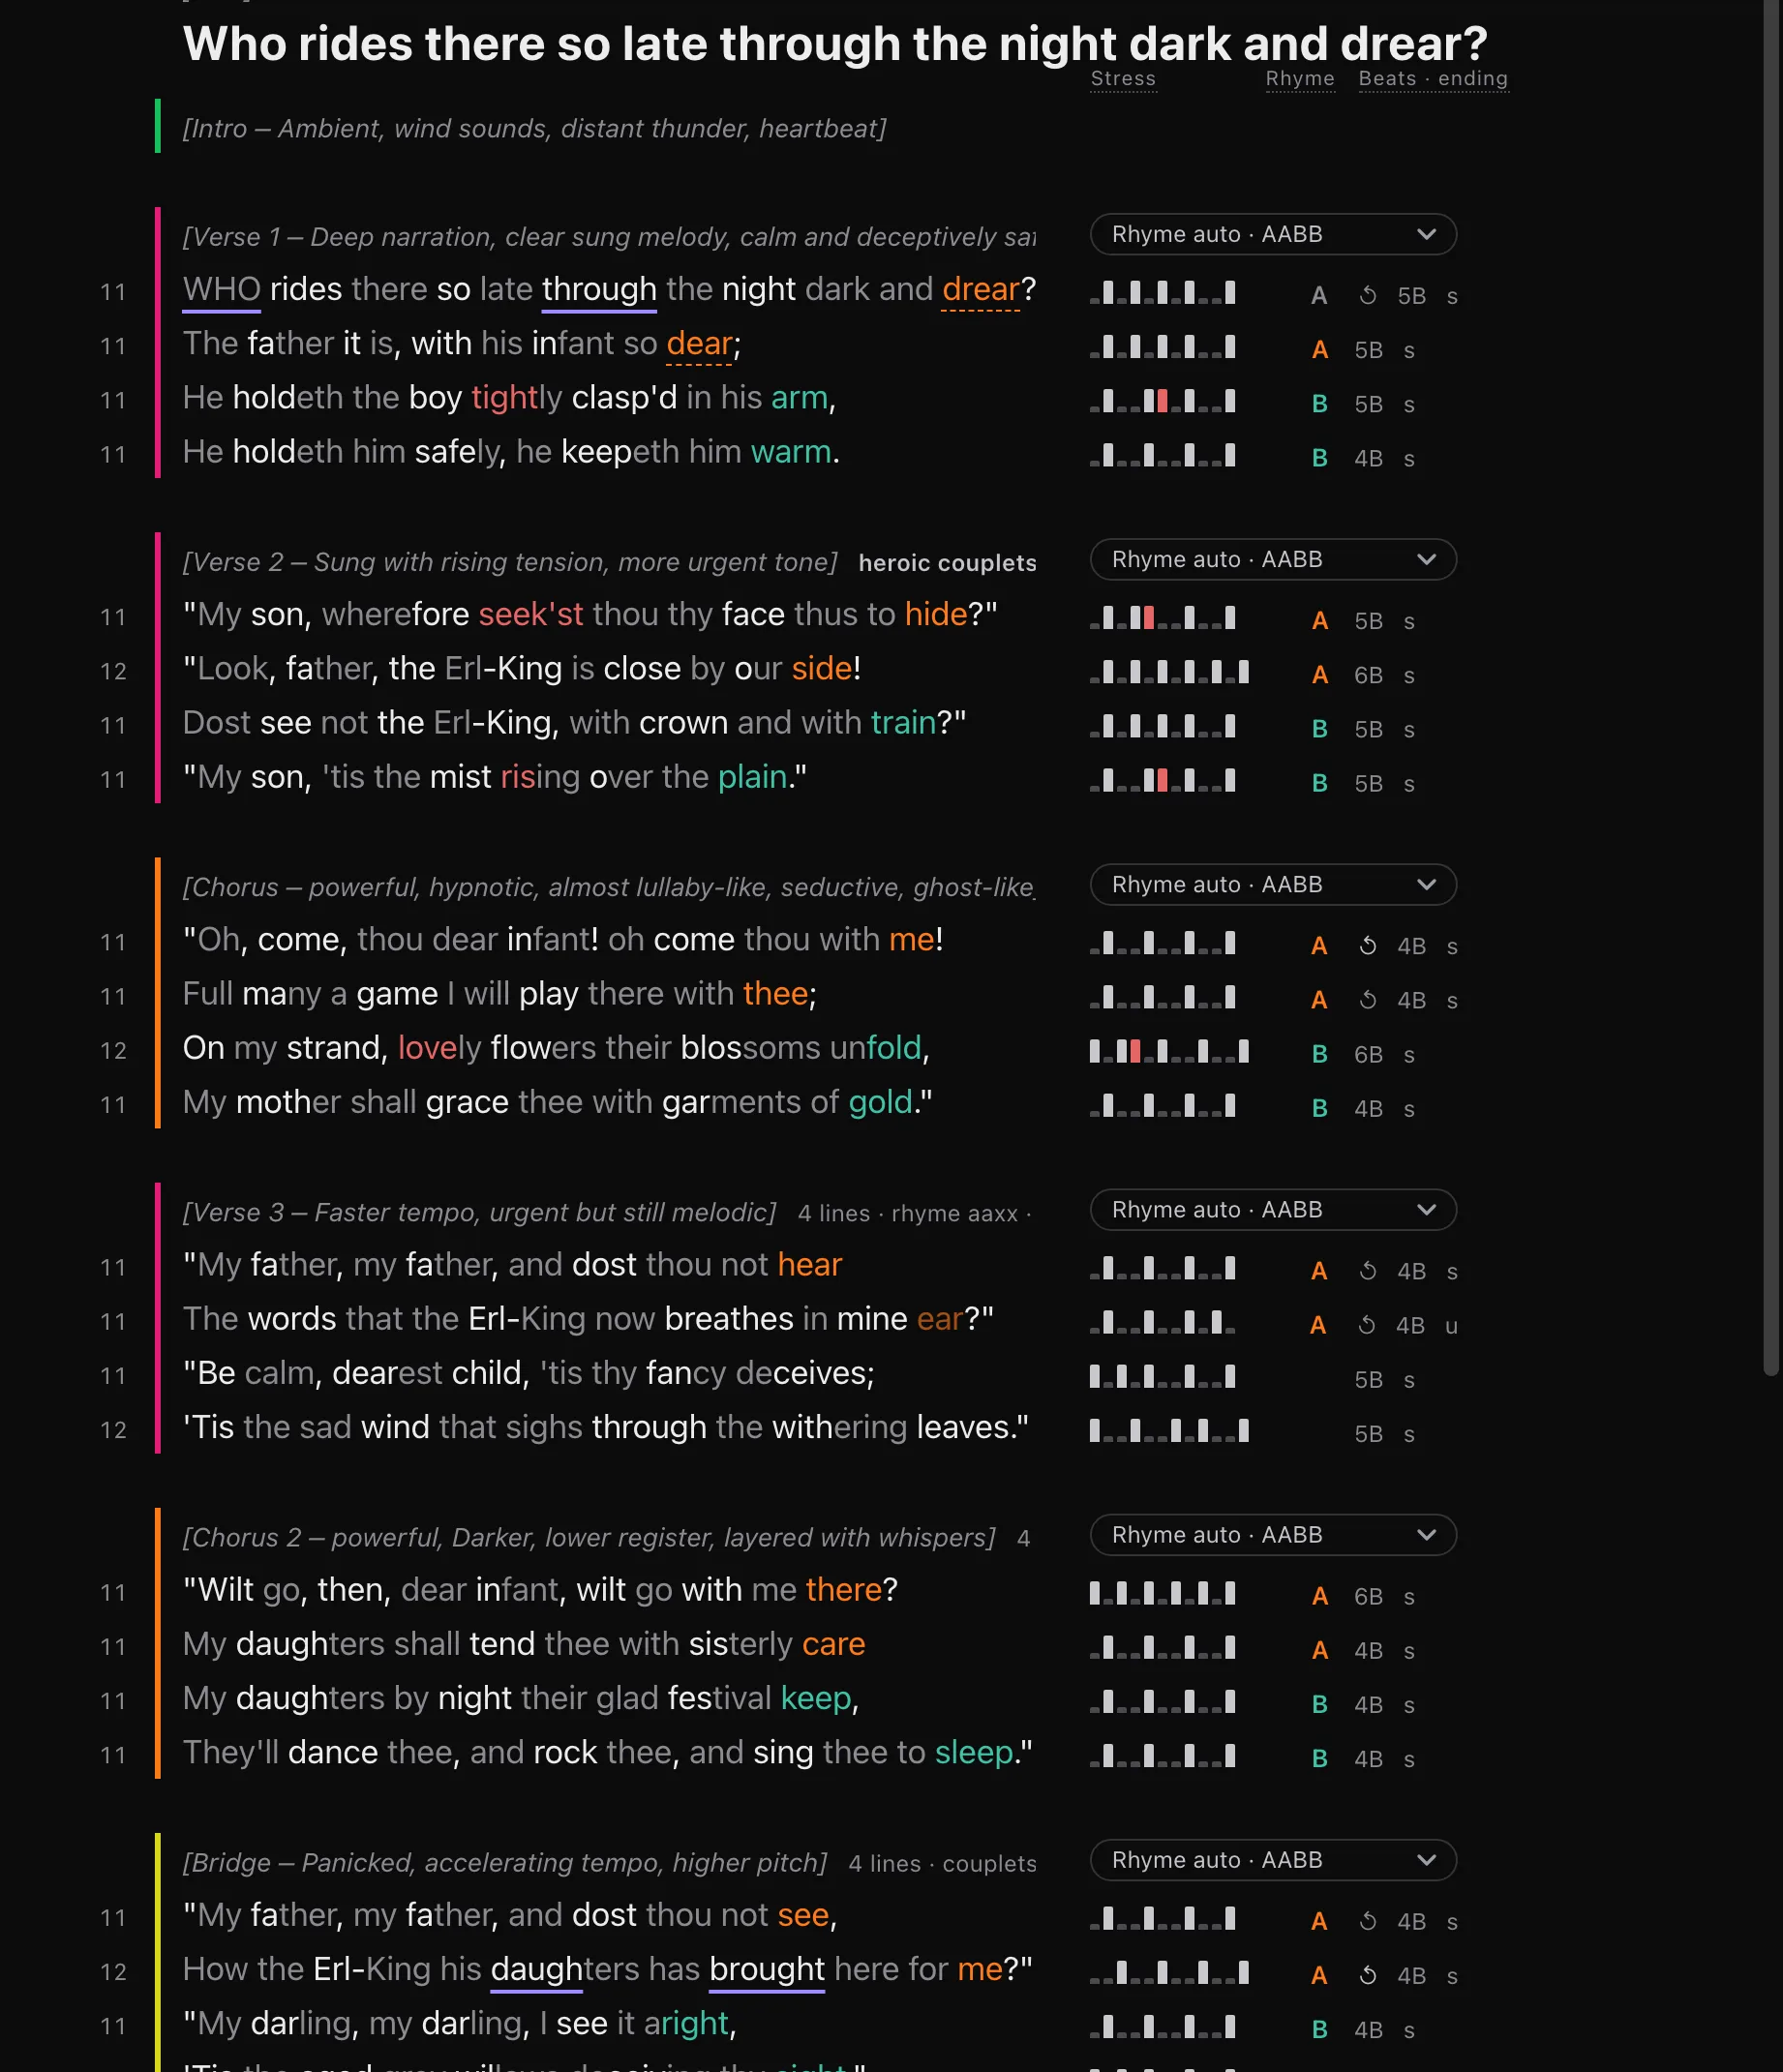 Who rides there so late through the night dark and drear?
Stress Rhyme Beats · ending
[Intro – Ambient, wind sounds, distant thunder, heartbeat]
[Verse 1 – Deep narration, clear sung melody, calm and deceptively Rhyme auto · AABB
11 WHO rides there so late through the night dark and drear? A 5B s
11 The father it is, with his infant so dear; A 5B s
11 He holdeth the boy tightly clasp'd in his arm, B 5B s
11 He holdeth him safely, he keepeth him warm. B 4B s
[Verse 2 – Sung with rising tension, more urgent tone] heroic couplets Rhyme auto · AABB
11 "My son, wherefore seek'st thou thy face thus to hide?" A 5B s
12 "Look, father, the Erl-King is close by our side! A 6B s
11 Dost see not the Erl-King, with crown and with train?" B 5B s
11 "My son, 'tis the mist rising over the plain." B 5B s
[Chorus – powerful, hypnotic, almost lullaby-like, seductive, ghost-like Rhyme auto · AABB
11 "Oh, come, thou dear infant! oh come thou with me! A 4B s
11 Full many a game I will play there with thee; A 4B s
12 On my strand, lovely flowers their blossoms unfold, B 6B s
11 My mother shall grace thee with garments of gold." B 4B s
[Verse 3 – Faster tempo, urgent but still melodic] 4 lines · rhyme aaxx · Rhyme auto · AABB
11 "My father, my father, and dost thou not hear A 4B s
11 The words that the Erl-King now breathes in mine ear?" A 4B u
11 "Be calm, dearest child, 'tis thy fancy deceives; 5B s
12 'Tis the sad wind that sighs through the withering leaves." 5B s
[Chorus 2 – powerful, Darker, lower register, layered with whispers] 4 Rhyme auto · AABB
11 "Wilt go, then, dear infant, wilt go with me there? A 6B s
11 My daughters shall tend thee with sisterly care A 4B s
11 My daughters by night their glad festival keep, B 4B s
11 They'll dance thee, and rock thee, and sing thee to sleep." B 4B s
[Bridge – Panicked, accelerating tempo, higher pitch] 4 lines · couplets Rhyme auto · AABB
11 "My father, my father, and dost thou not see, A 4B s
12 How the Erl-King his daughters has brought here for me?" A 4B s
11 "My darling, my darling, I see it aright, B 4B s